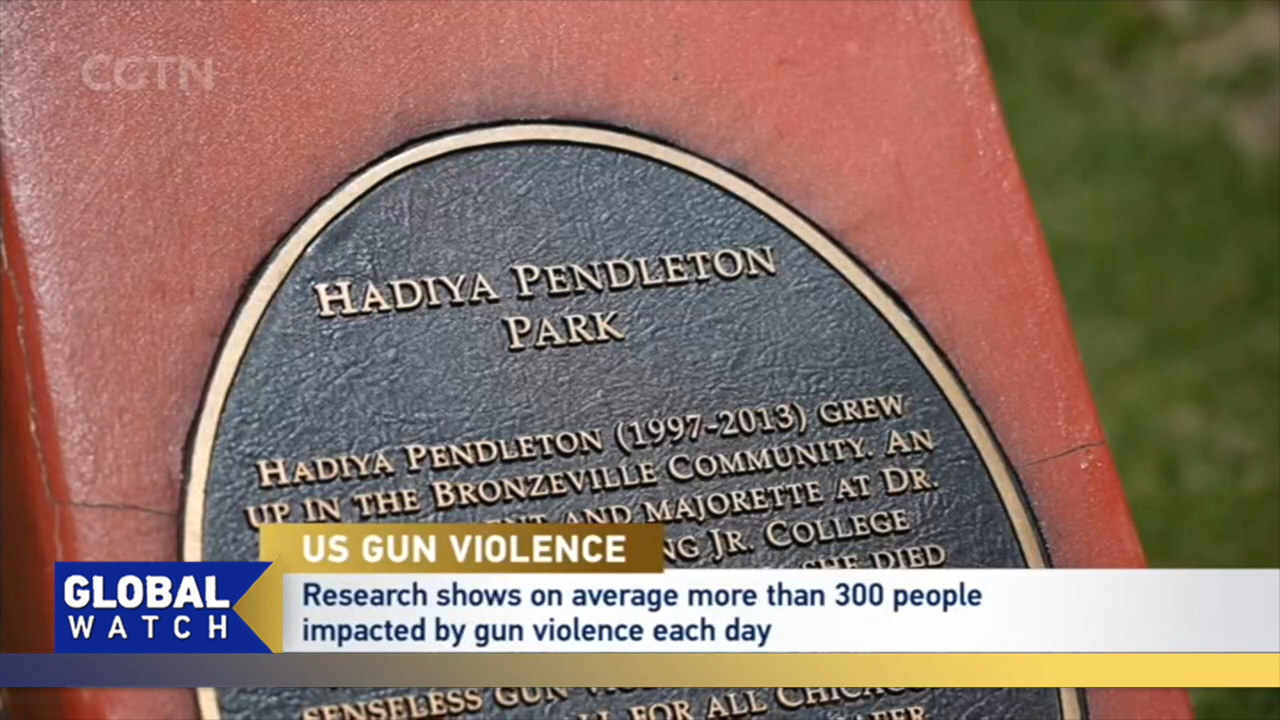 CGTN
HADIYA PENDLETON
PARK
HADIYA PENDLETON (1997-2013) GREW
UP IN THE BRONZEVILLE COMMUNITY. AN
AND MAJORETTE AT DR.
JR. COLLEGE
SHE DIED
US GUN VIOLENCE
GLOBAL
WATCH
Research shows on average more than 300 people
impacted by gun violence each day
SENSELESS GUN
FOR ALL